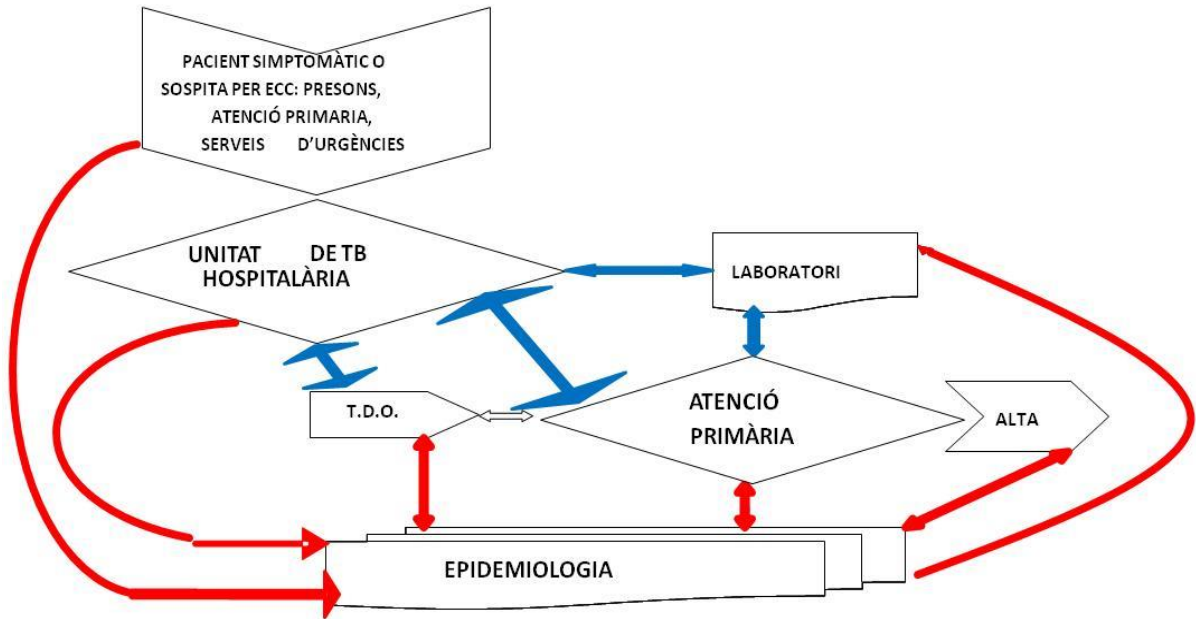 PACIENT SIMPTOMÀTIC O
SOSPITA PER ECC: PRESONS,
ATENCIÓ PRIMARIA,
SERVEIS D'URGÈNCIES
UNITAT DE TB
HOSPITALÀRIA
LABORATORI
T.D.O.
ATENCIÓ
PRIMÀRIA
ALTA
EPIDEMIOLOGIA